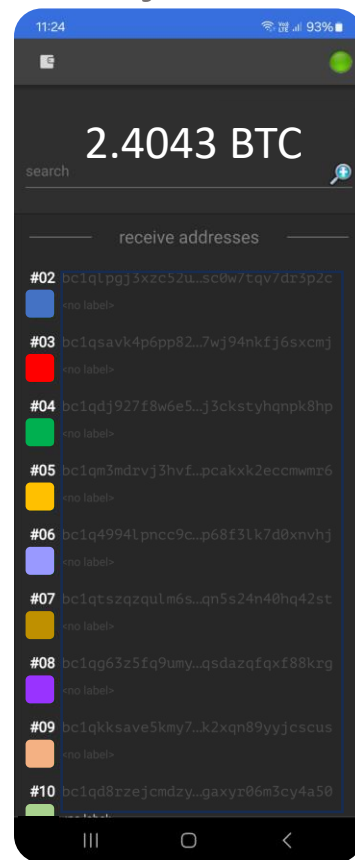 11:24 93%
2.4043 BTC
search
receive addresses
#02 bc1qlpgj3xzc52u…sc0w7tqv7dr3p2c
<no label>
#03 bc1qsavk4p6pp82…7wj94nkfj6sxcmj
<no label>
#04 bc1qdj927f8w6e5…j3ckstyhqnpk8hp
<no label>
#05 bc1qm3mdrvj3hvf…pcakxk2eccmwmr6
<no label>
#06 bc1q4994lpncc9c…p68f3lk7d0xnvhj
<no label>
#07 bc1qtszqzqulm6s…qn5s24n40hq42st
<no label>
#08 bc1qg63z5fq9umy…qsdazqfqxf88krg
<no label>
#09 bc1qkksave5kmy7…k2xqn89yyjcscus
<no label>
#10 bc1qd8rzejcmdzy…gaxyr06m3cy4a50
<no label>